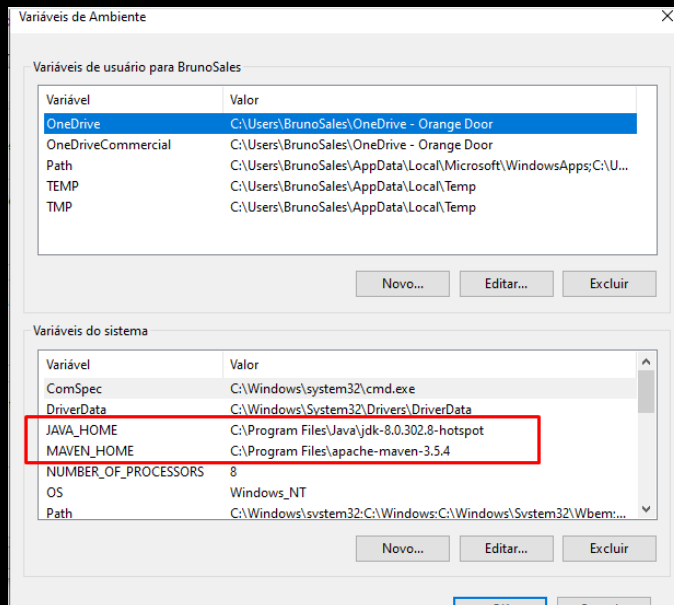 Variáveis de Ambiente
Variáveis de usuário para BrunoSales
Variável Valor
OneDrive C:\Users\BrunoSales\OneDrive - Orange Door
OneDriveCommercial C:\Users\BrunoSales\OneDrive - Orange Door
Path C:\Users\BrunoSales\AppData\Local\Microsoft\WindowsApps;C:\U...
TEMP C:\Users\BrunoSales\AppData\Local\Temp
TMP C:\Users\BrunoSales\AppData\Local\Temp
Novo... Editar... Excluir
Variáveis do sistema
Variável Valor
ComSpec C:\Windows\system32\cmd.exe
DriverData C:\Windows\System32\Drivers\DriverData
JAVA_HOME C:\Program Files\Java\jdk-8.0.302.8-hotspot
MAVEN_HOME C:\Program Files\apache-maven-3.5.4
NUMBER_OF_PROCESSORS 8
OS Windows_NT
Path C:\Windows\system32;C:\Windows;C:\Windows\System32\Wbem;...
Novo... Editar... Excluir